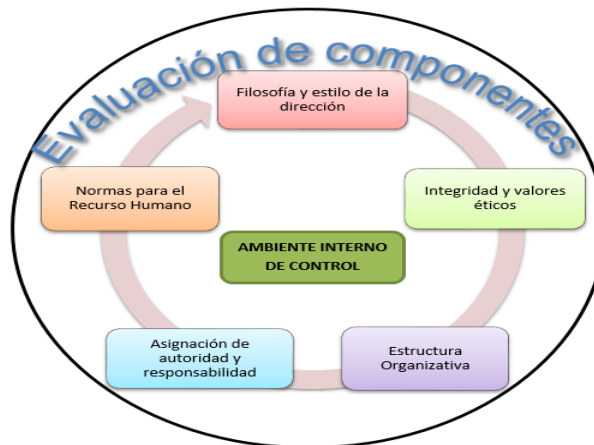 Evaluación de componentes
Filosofía y estilo de la
dirección
Integridad y valores
éticos
Estructura
Organizativa
Asignación de
autoridad y
responsabilidad
Normas para el
Recurso Humano
AMBIENTE INTERNO
DE CONTROL